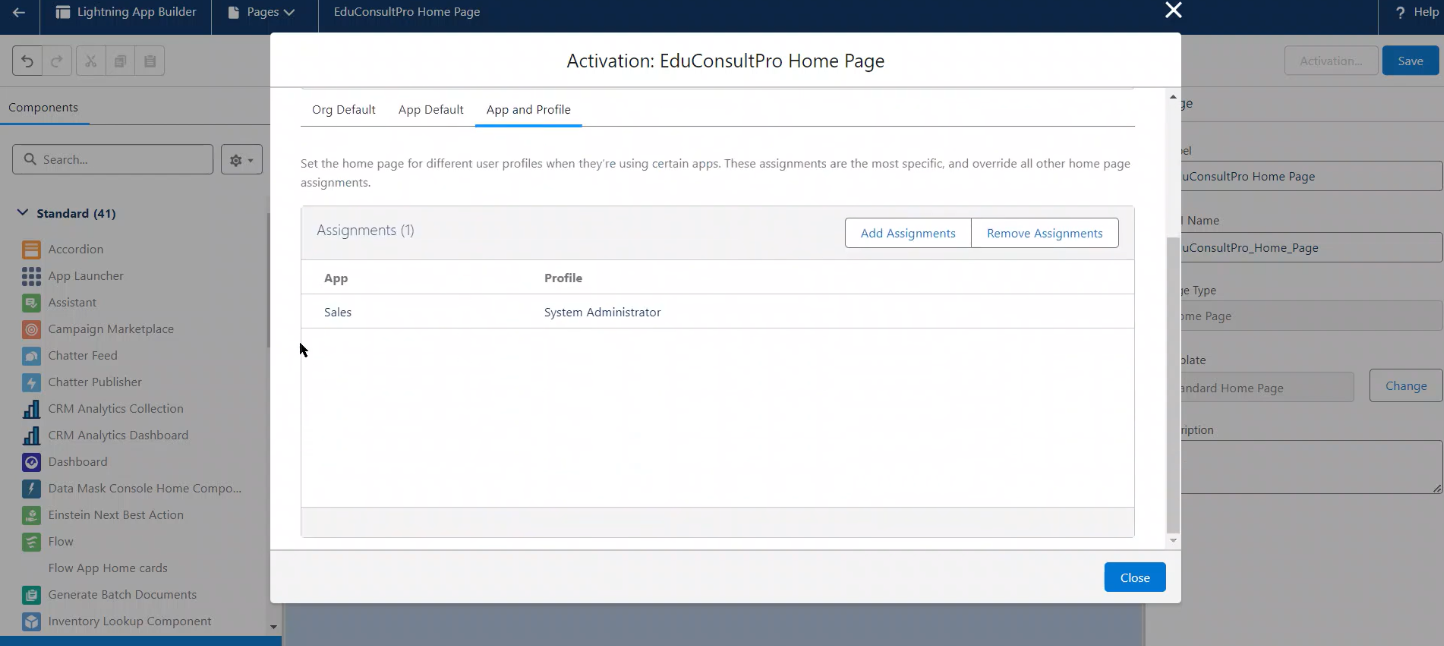 Lightning App Builder
Pages
EduConsultPro Home Page
? Help
Activation: EduConsultPro Home Page
Activation...
Save
Components
Org Default
App Default
App and Profile
ge
Search...
Set the home page for different user profiles when they're using certain apps. These assignments are the most specific, and override all other home page
assignments.
el
uConsultPro Home Page
Standard (41)
Assignments (1)
Add Assignments
Remove Assignments
Name
uConsultPro_Home_Page
Accordion
App Launcher
Assistant
Campaign Marketplace
Chatter Feed
Chatter Publisher
CRM Analytics Collection
CRM Analytics Dashboard
Dashboard
Data Mask Console Home Compo...
Einstein Next Best Action
Flow
Flow App Home cards
Generate Batch Documents
Inventory Lookup Component
App
Profile
Sales
System Administrator
ge Type
ome Page
plate
andard Home Page
Change
ription
Close